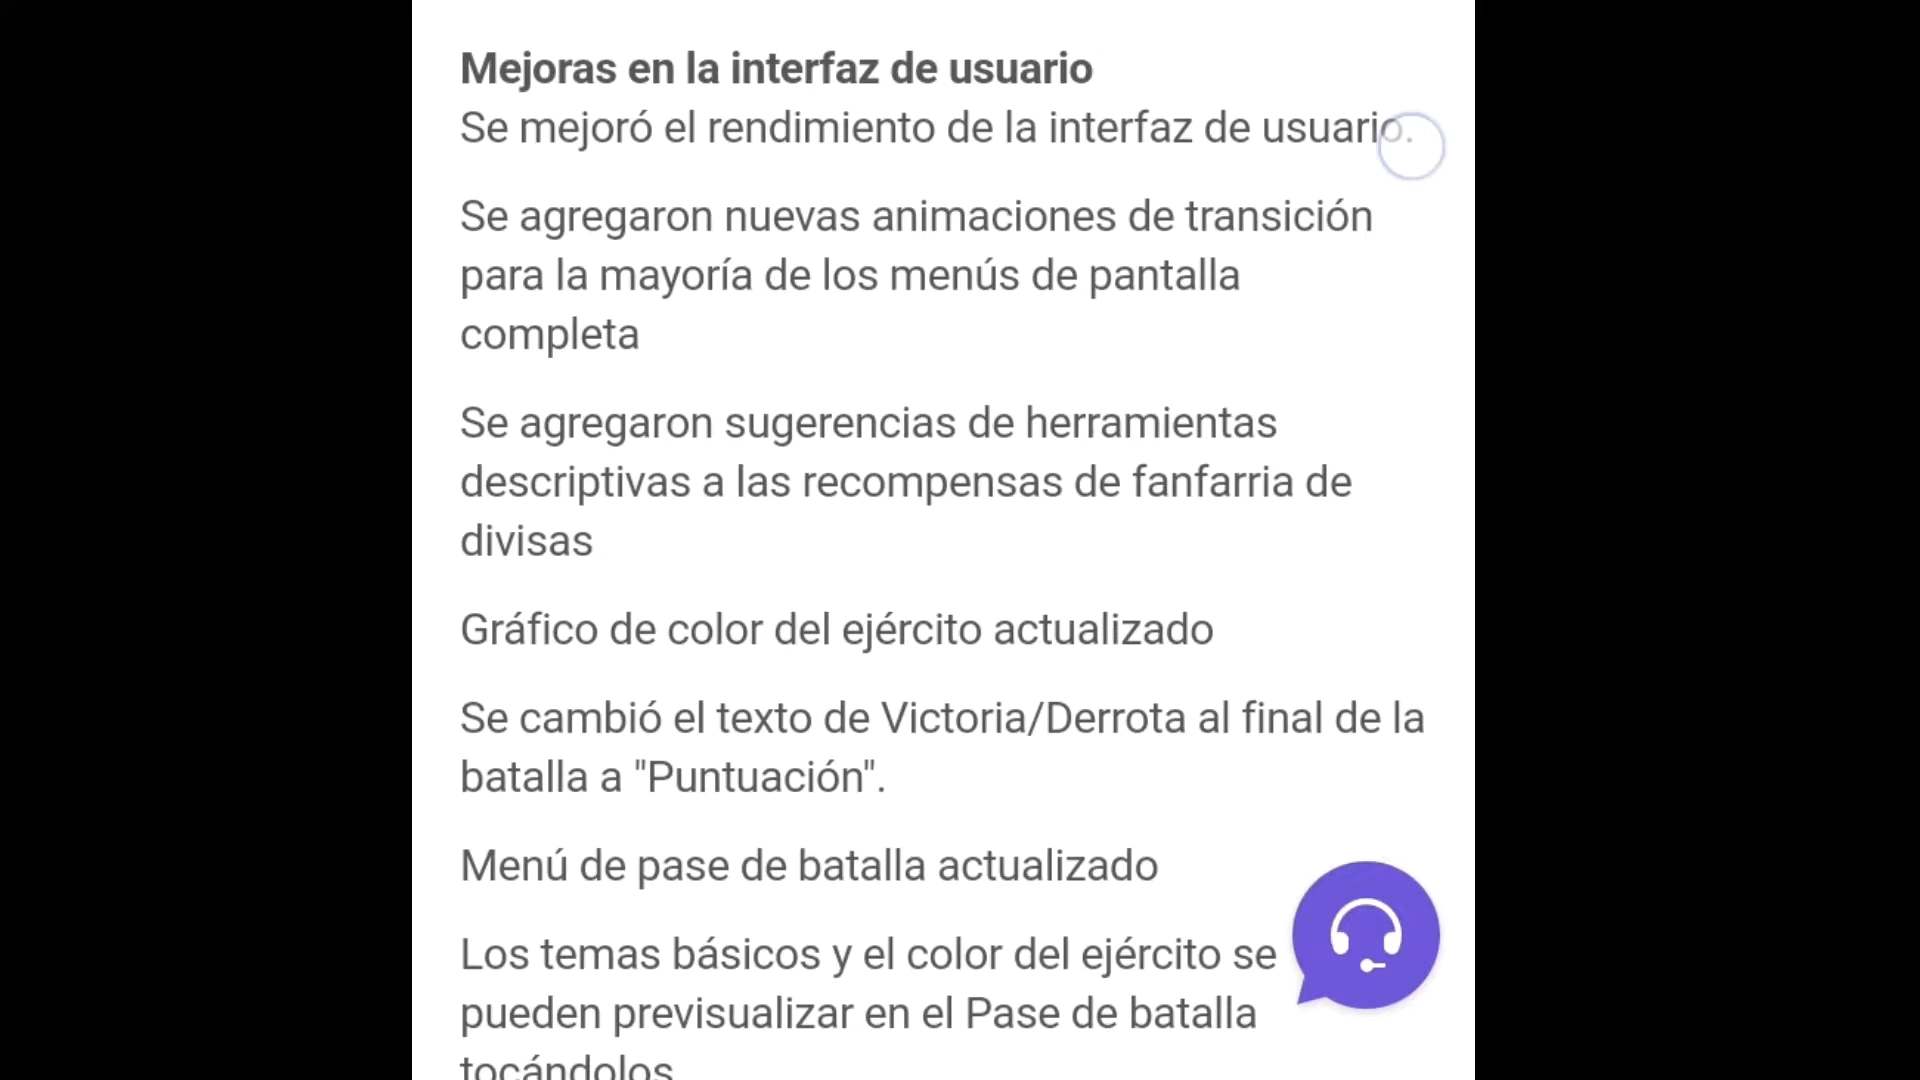 Mejoras en la interfaz de usuario
Se mejoró el rendimiento de la interfaz de usuario.
Se agregaron nuevas animaciones de transición
para la mayoría de los menús de pantalla
completa
Se agregaron sugerencias de herramientas
descriptivas a las recompensas de fanfarria de
divisas
Gráfico de color del ejército actualizado
Se cambió el texto de Victoria/Derrota al final de la
batalla a "Puntuación".
Menú de pase de batalla actualizado
Los temas básicos y el color del ejército se
pueden previsualizar en el Pase de batalla
tocándolos